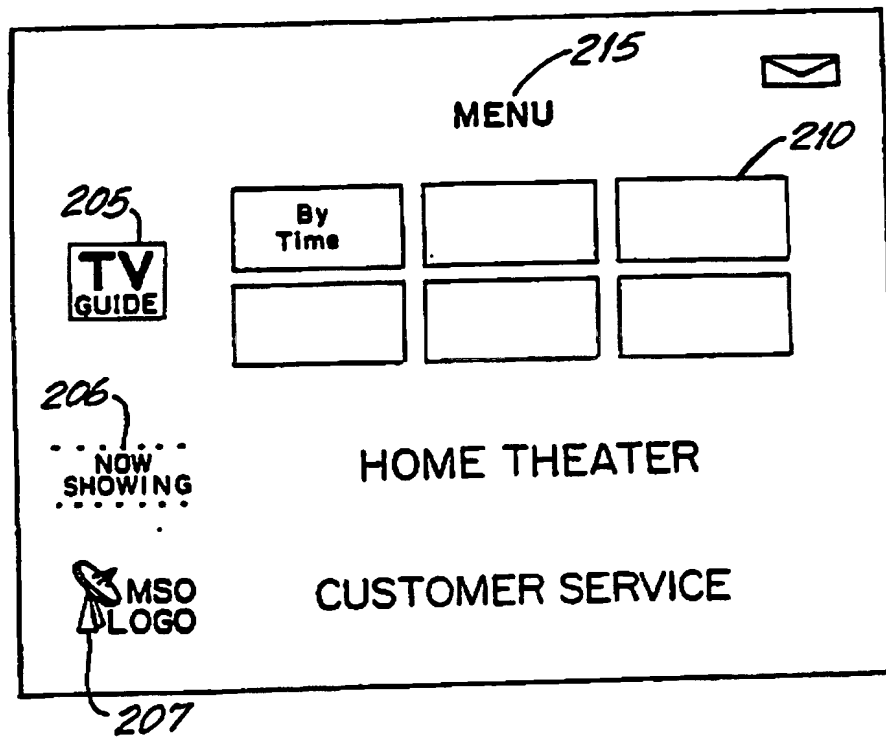 215
MENU
210
205
By
Time
TV
GUIDE
206
NOW
SHOWING
HOME THEATER
MSO
LOGO
CUSTOMER SERVICE
207